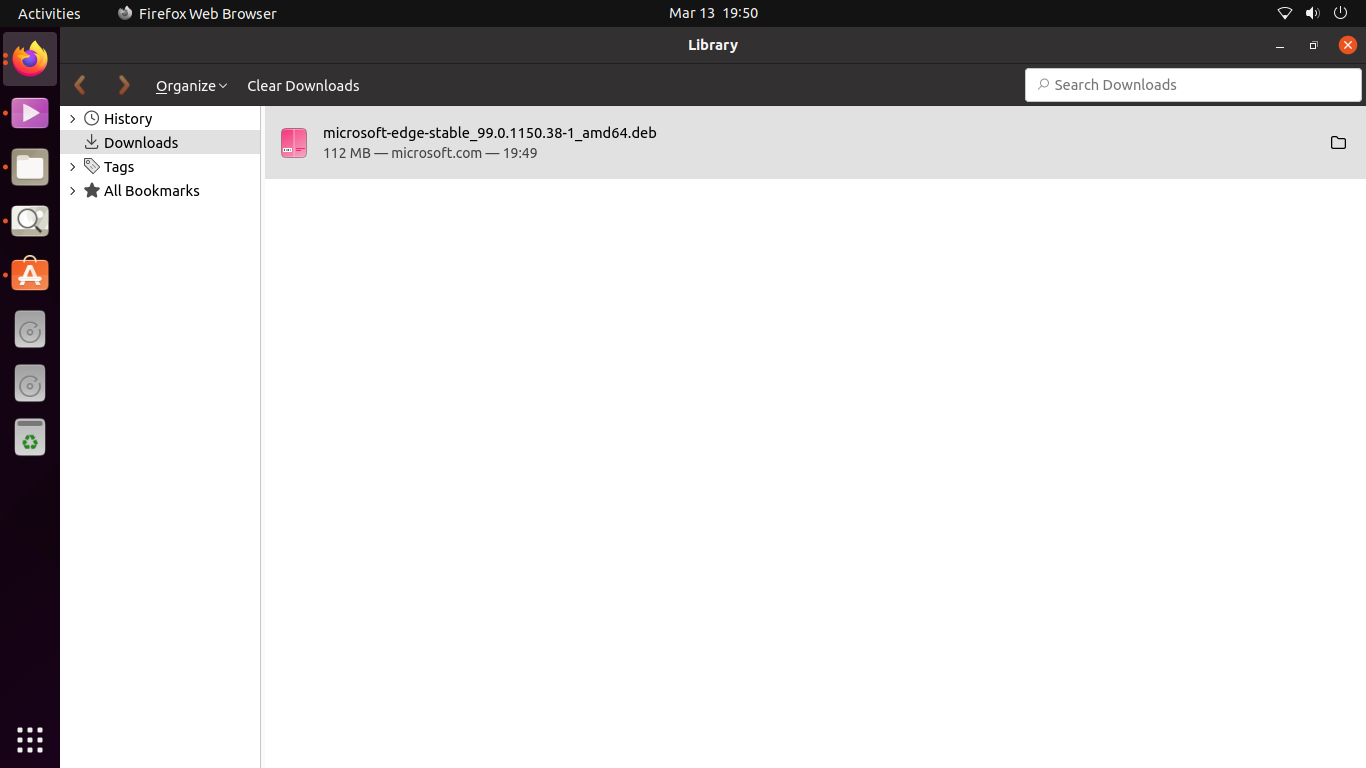 Activities Firefox Web Browser Mar 13 19:50
Library
Organize Clear Downloads Search Downloads
History
Downloads
Tags
All Bookmarks
microsoft-edge-stable_99.0.1150.38-1_amd64.deb
112 MB — microsoft.com — 19:49